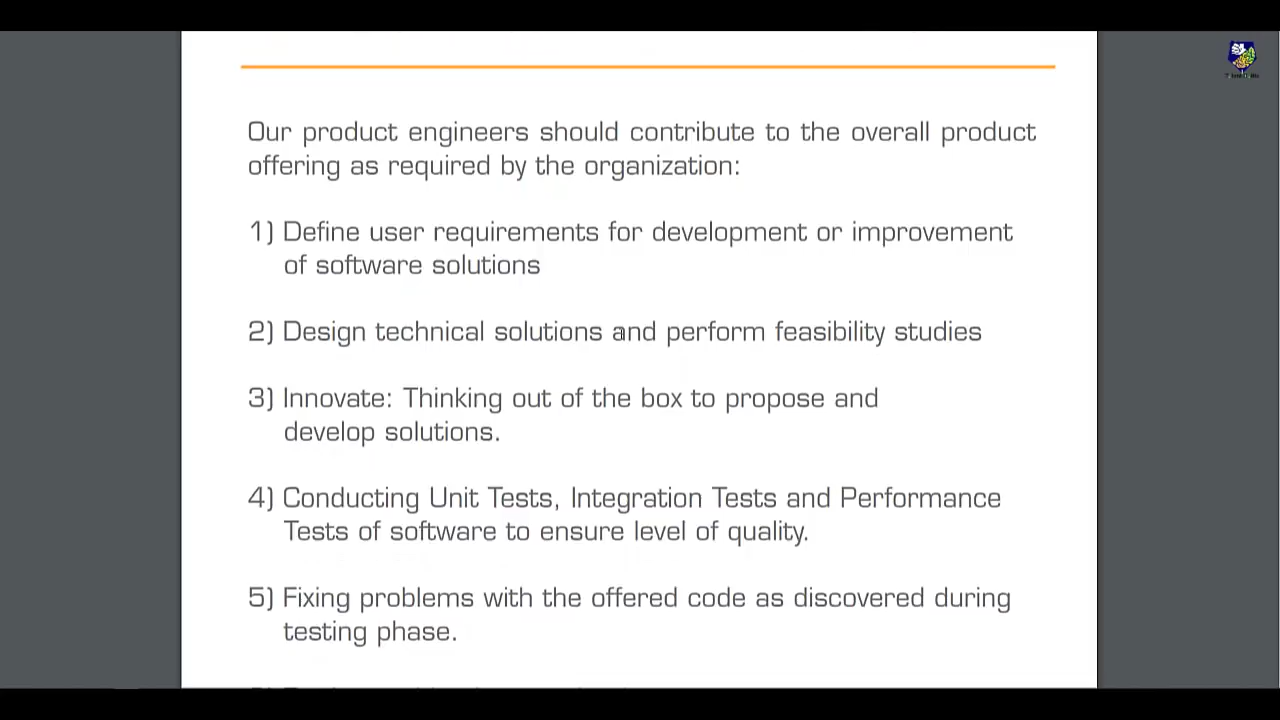 Our product engineers should contribute to the overall product
offering as required by the organization:
1) Define user requirements for development or improvement
of software solutions
2) Design technical solutions and perform feasibility studies
3) Innovate: Thinking out of the box to propose and
develop solutions.
4) Conducting Unit Tests, Integration Tests and Performance
Tests of software to ensure level of quality.
5) Fixing problems with the offered code as discovered during
testing phase.